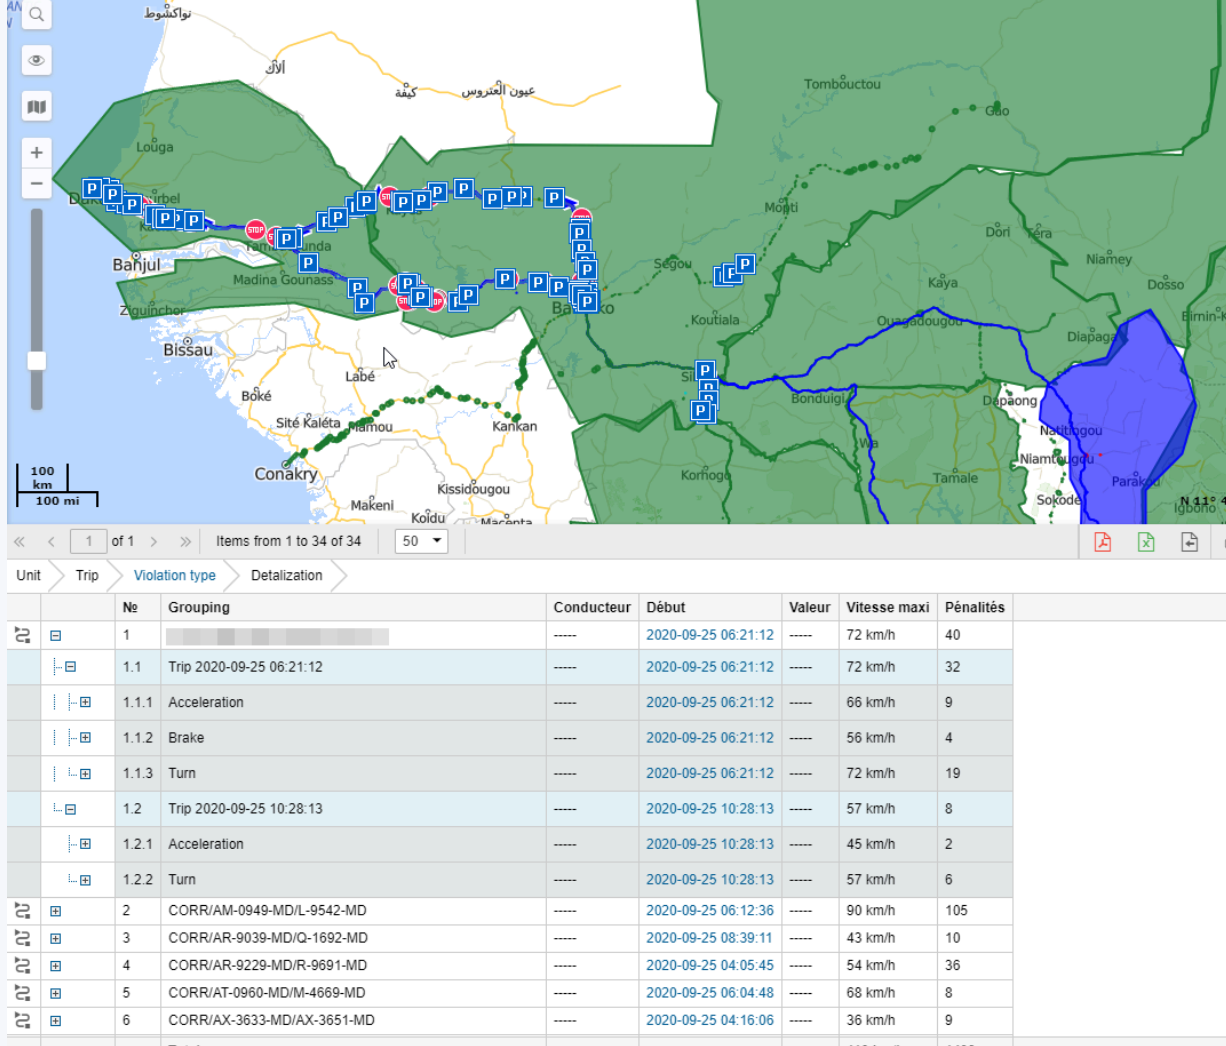 نواكشوط
ألاك
كيفة
عيون العتروس
Tombouctou
Gao
Louga
Mopti
Dori
Téra
Niamey
Ségou
Kaya
Dosso
Bahjul
Madina Gounass
Ziguinchor
Koutiala
Ouagadougou
Bissau
Labé
Boké
Bonduigl
Dapaong
Sité Kaléta
Mamou
Kankan
Natitingou
Wa
Niamtougou
Conakry
Korhogo
Tamale
Parakou
Kissidougou
Makeni
Koidu
Macenta
Sokode
Igboho
100
km
100 mi
N 11° 4
1 of 1
Items from 1 to 34 of 34
50
Unit Trip Violation type Detalization
№ Grouping Conducteur Début Valeur Vitesse maxi Pénalités
1 ----- 2020-09-25 06:21:12 ----- 72 km/h 40
1.1 Trip 2020-09-25 06:21:12 ----- 2020-09-25 06:21:12 ----- 72 km/h 32
1.1.1 Acceleration ----- 2020-09-25 06:21:12 ----- 66 km/h 9
1.1.2 Brake ----- 2020-09-25 06:21:12 ----- 56 km/h 4
1.1.3 Turn ----- 2020-09-25 06:21:12 ----- 72 km/h 19
1.2 Trip 2020-09-25 10:28:13 ----- 2020-09-25 10:28:13 ----- 57 km/h 8
1.2.1 Acceleration ----- 2020-09-25 10:28:13 ----- 45 km/h 2
1.2.2 Turn ----- 2020-09-25 10:28:13 ----- 57 km/h 6
2 CORR/AM-0949-MD/L-9542-MD ----- 2020-09-25 06:12:36 ----- 90 km/h 105
3 CORR/AR-9039-MD/Q-1692-MD ----- 2020-09-25 08:39:11 ----- 43 km/h 10
4 CORR/AR-9229-MD/R-9691-MD ----- 2020-09-25 04:05:45 ----- 54 km/h 36
5 CORR/AT-0960-MD/M-4669-MD ----- 2020-09-25 06:04:48 ----- 68 km/h 8
6 CORR/AX-3633-MD/AX-3651-MD ----- 2020-09-25 04:16:06 ----- 36 km/h 9